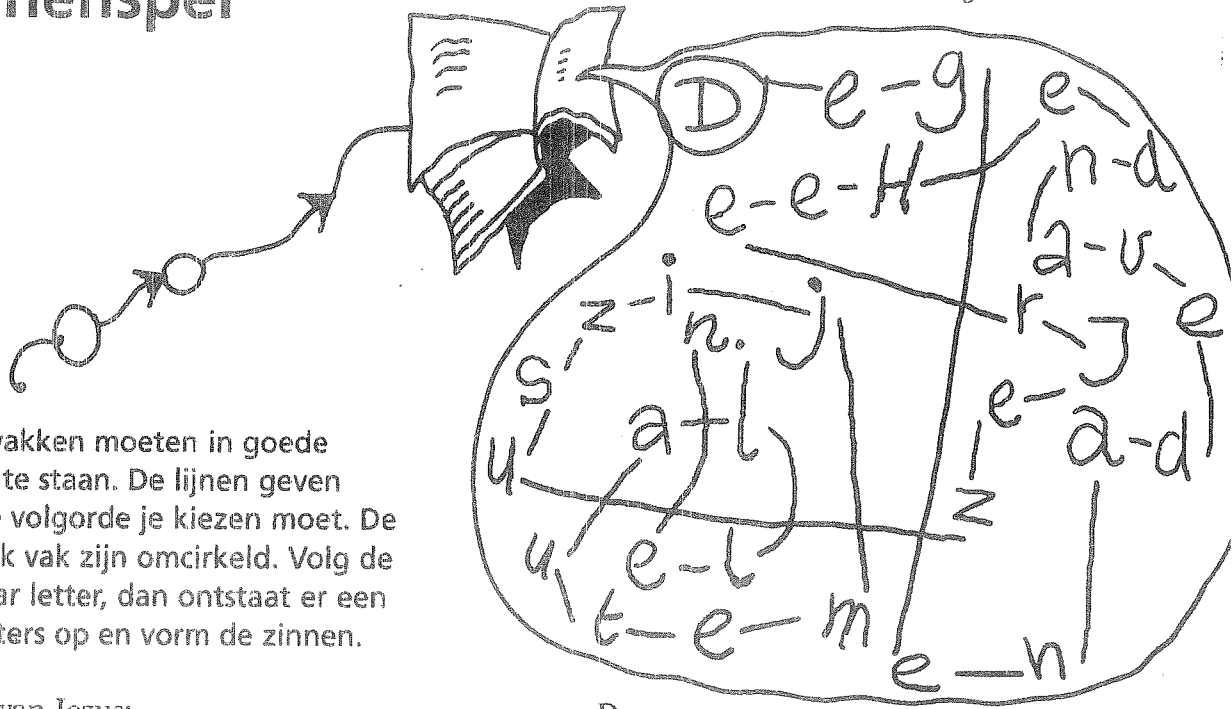 D-e-g e
e-e-H n-d
a-v
z-i j r J e
n.
s e
a-l a-d
u z
u e-l
t-e-m
e-n
vakken moeten in goede
te staan. De lijnen geven
volgorde je kiezen moet. De
k vak zijn omcirkeld. Volg de
ar letter, dan ontstaat er een
ters op en vorm de zinnen.